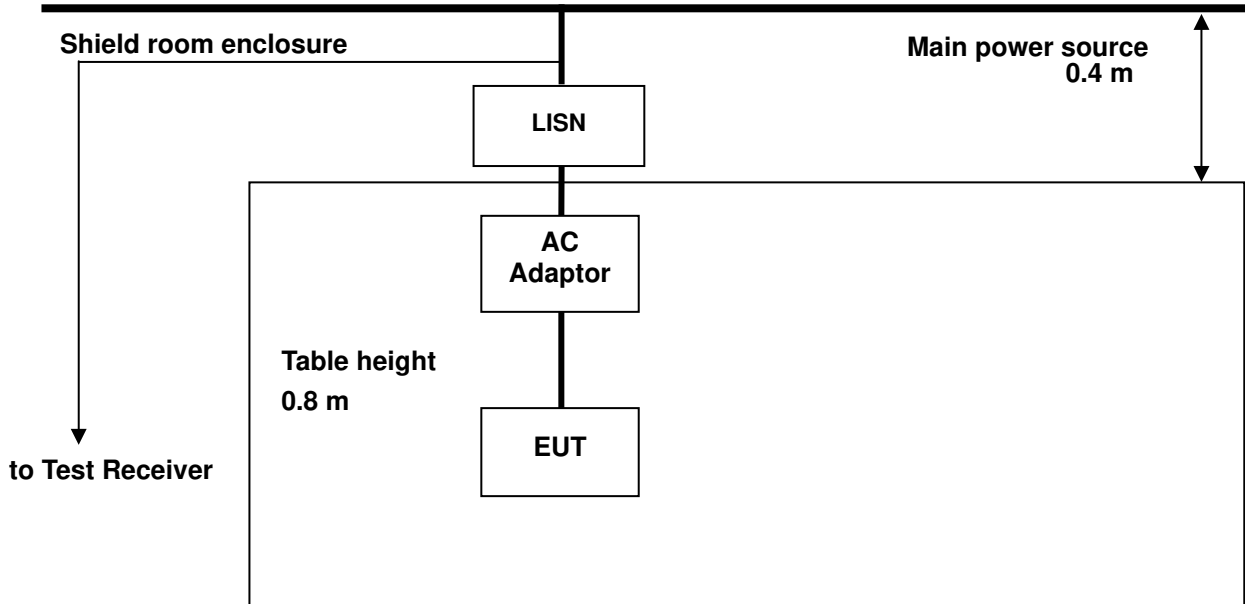 Shield room enclosure
Main power source
0.4 m
LISN
AC
Adaptor
Table height
0.8 m
EUT
to Test Receiver